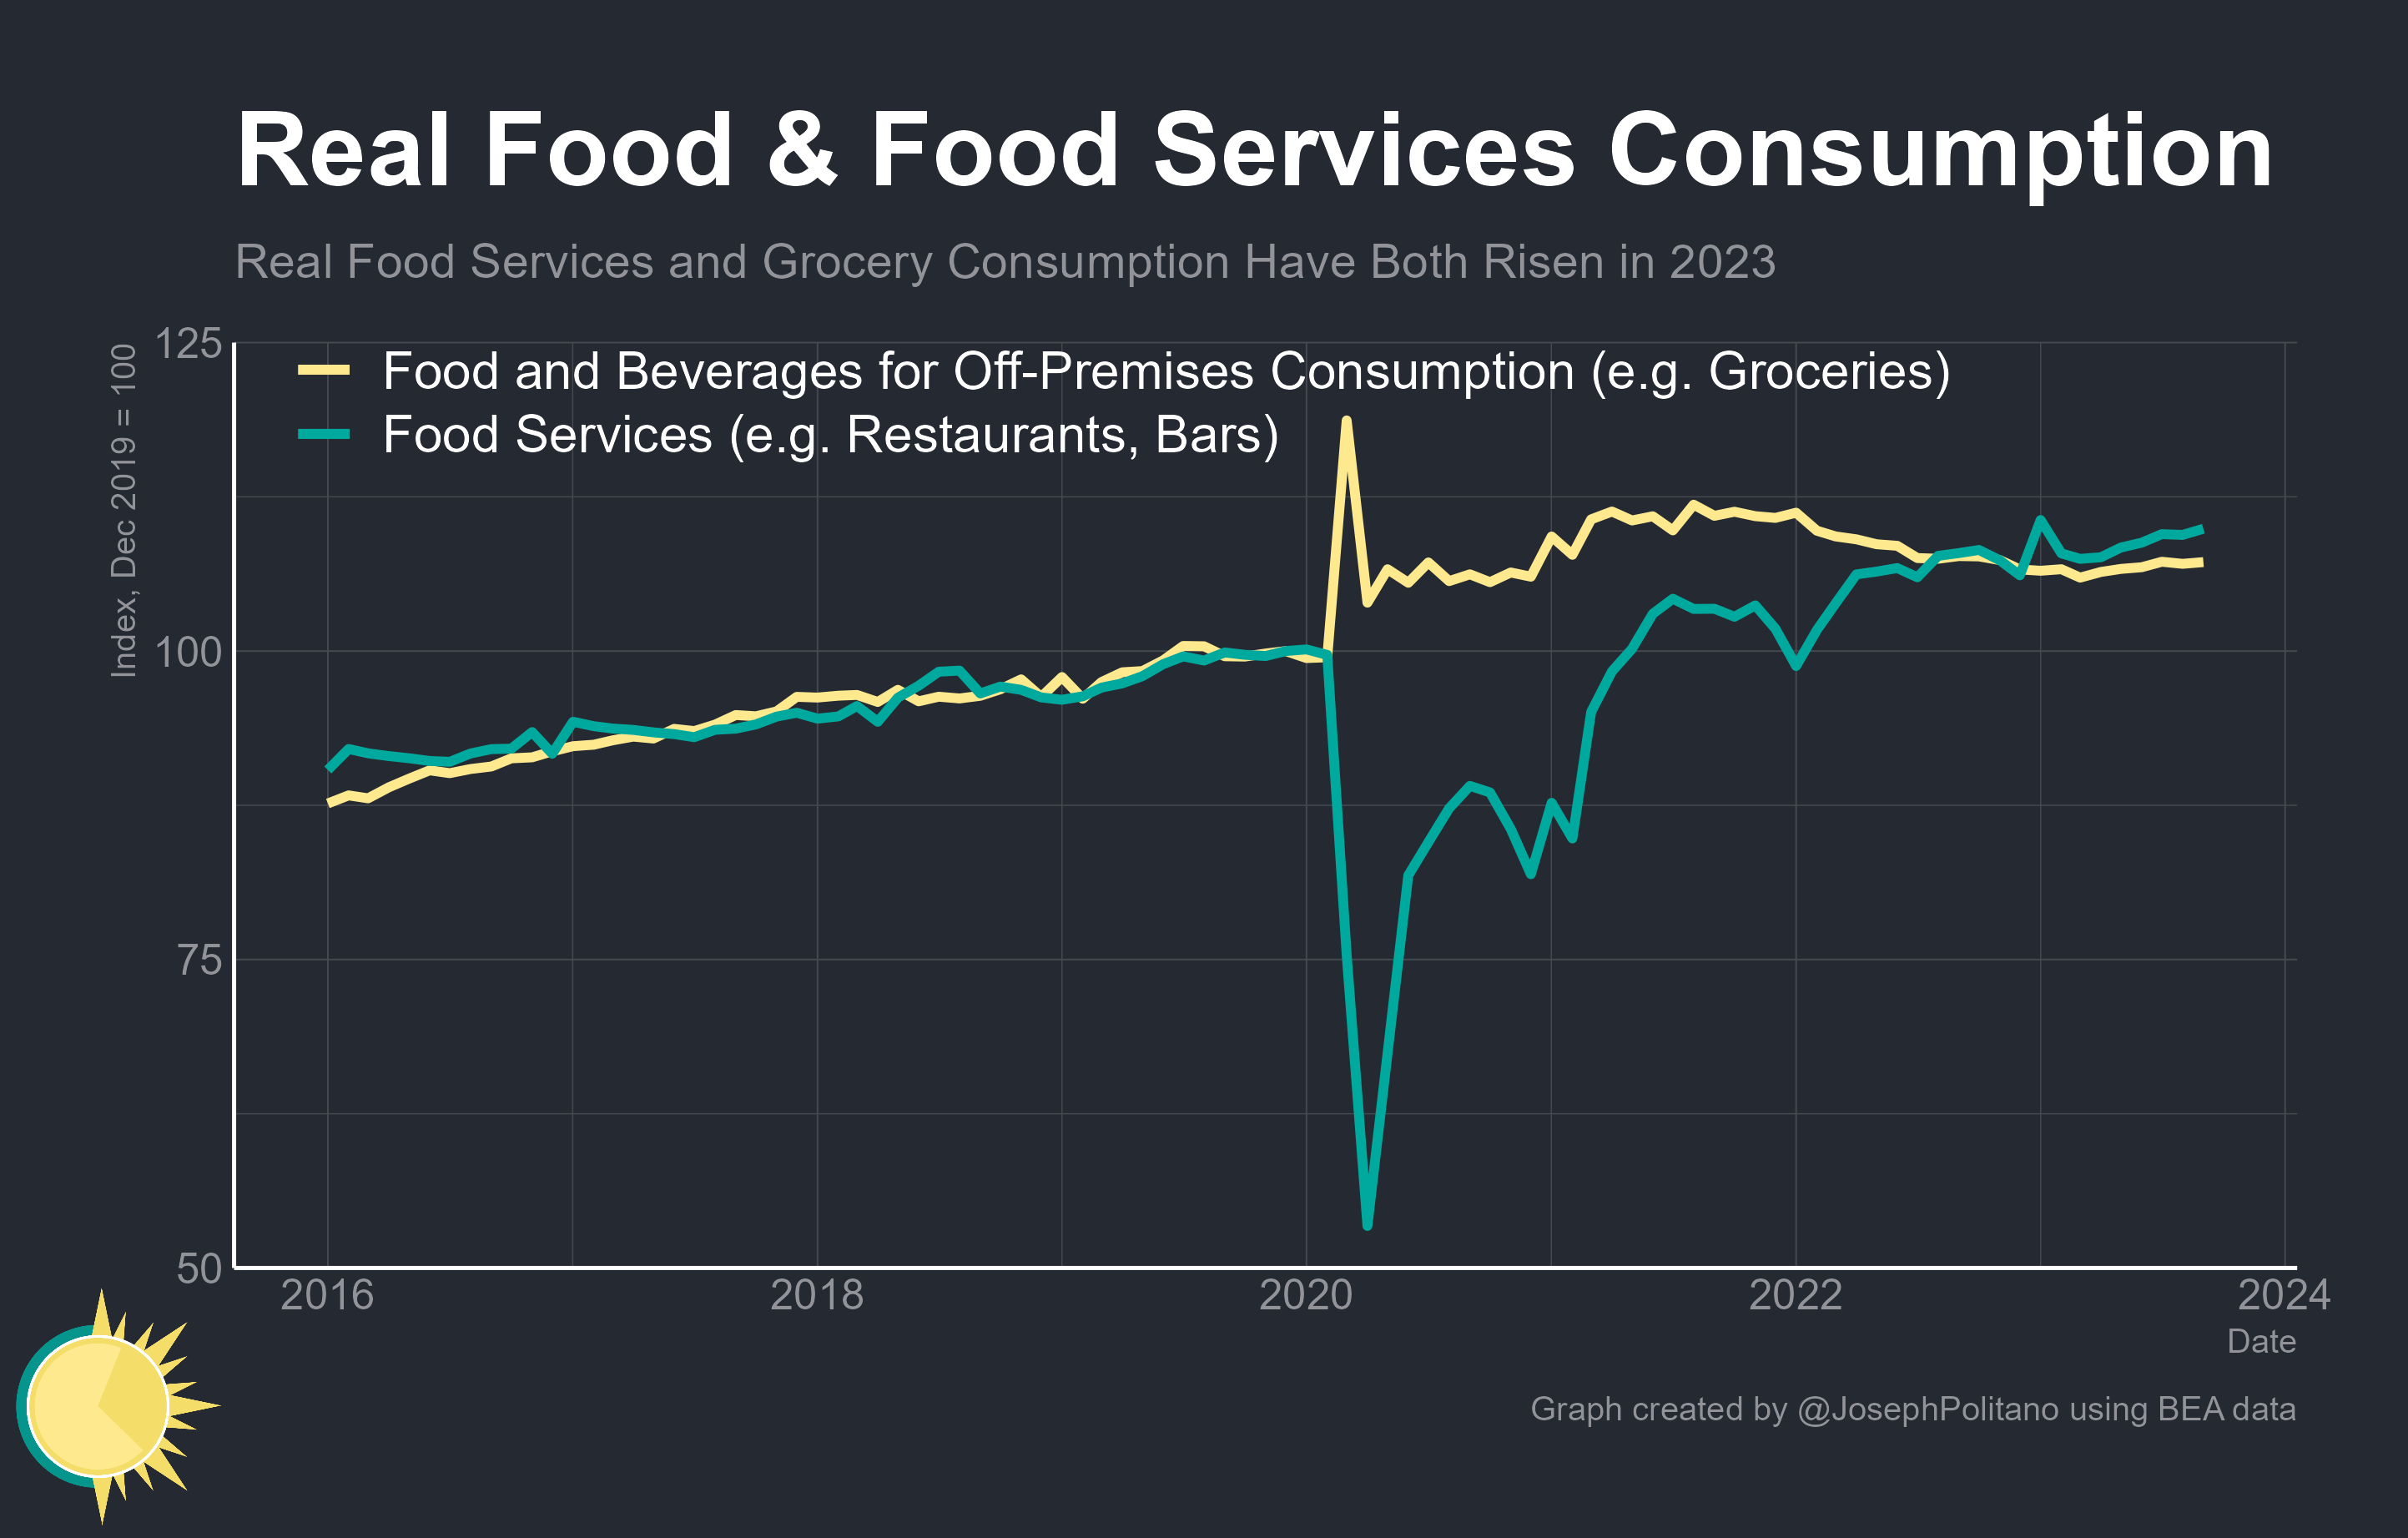 Real Food & Food Services Consumption
Real Food Services and Grocery Consumption Have Both Risen in 2023
Index, Dec 2019 = 100
125
100
75
50
Food and Beverages for Off-Premises Consumption (e.g. Groceries)
Food Services (e.g. Restaurants, Bars)
2016 2018 2020 2022 2024
Date
Graph created by @JosephPolitano using BEA data